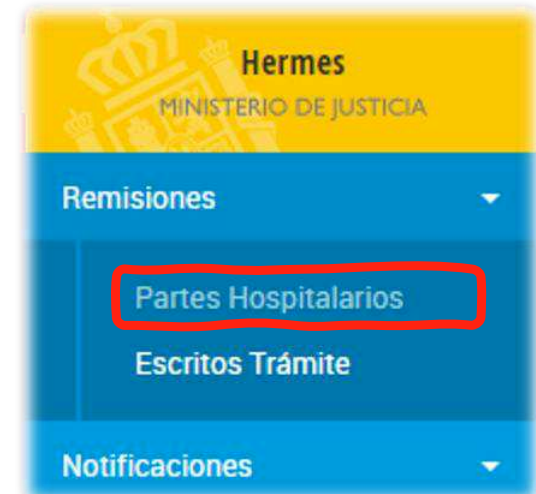 Hermes
MINISTERIO DE JUSTICIA
Remisiones
Partes Hospitalarios
Escritos Trámite
Notificaciones